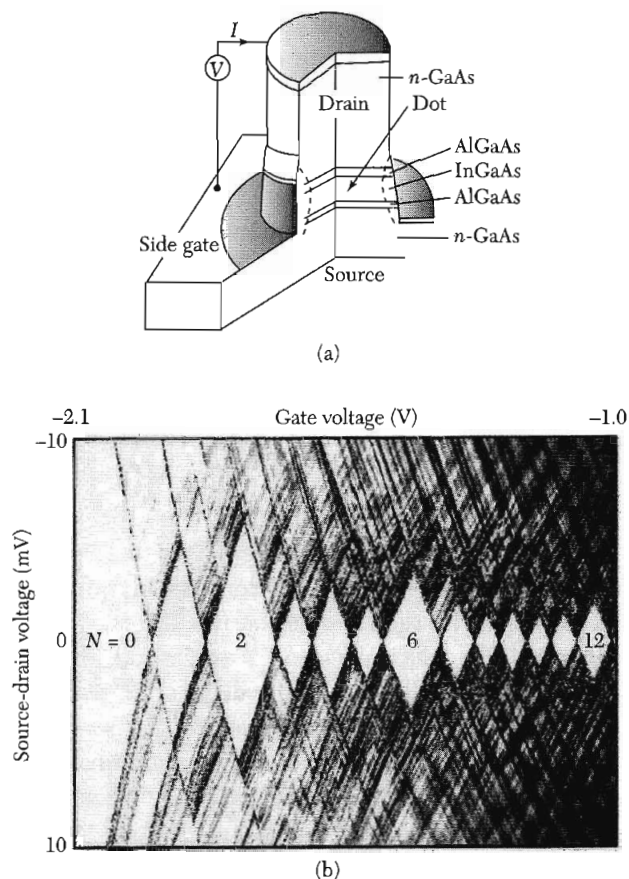 I
V
n-GaAs
Drain
Dot
AlGaAs
InGaAs
AlGaAs
Side gate
n-GaAs
Source
(a)
−2.1 Gate voltage (V) −1.0
−10
Source-drain voltage (mV)
0 N = 0 2 6 12
10
(b)